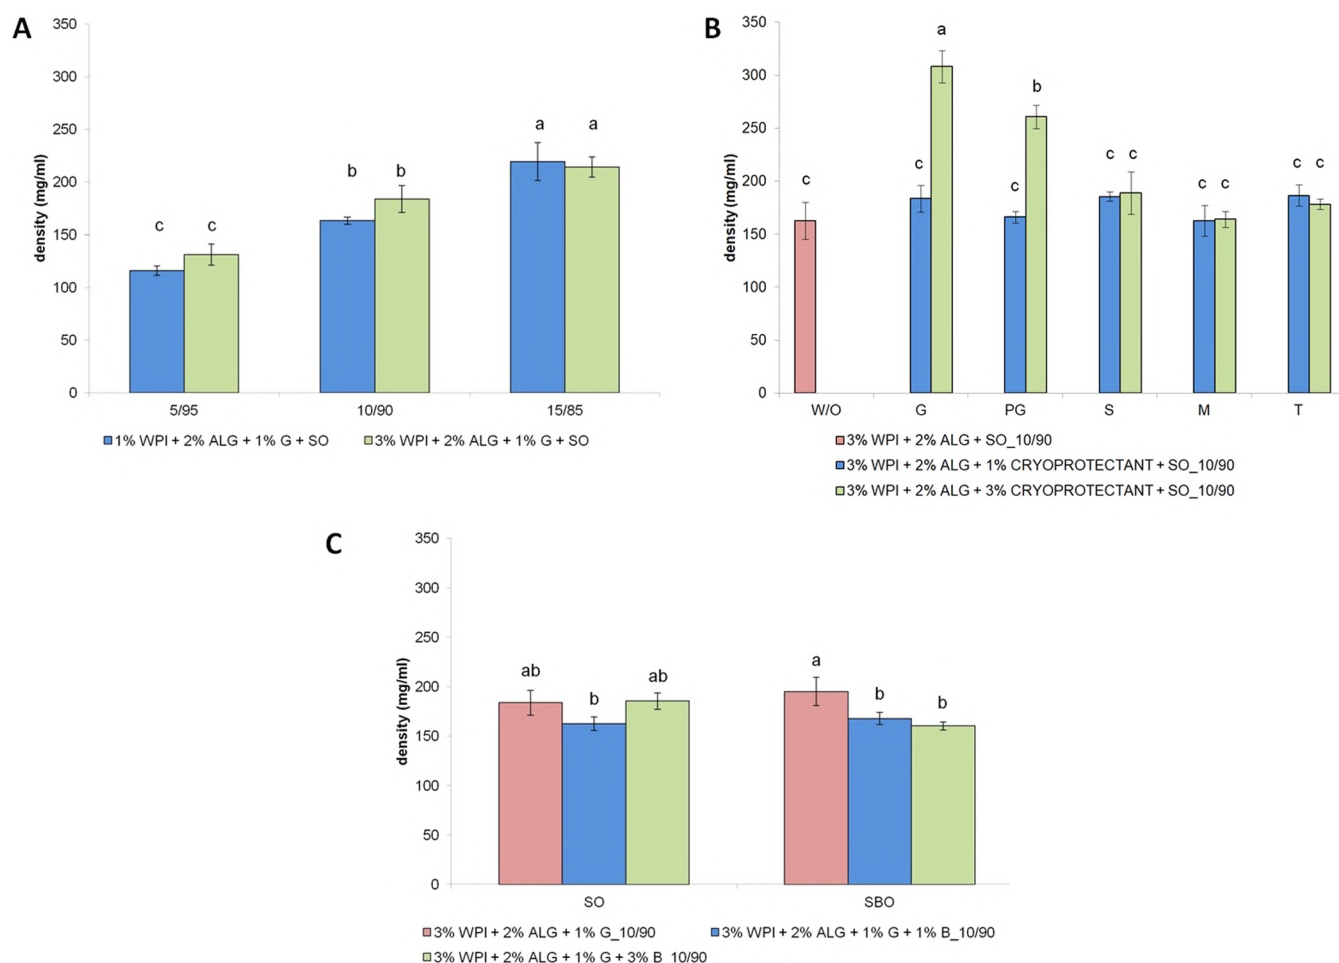 A
350
300
250
200
150
100
50
0
density (mg/ml)
c c b b a a
5/95 10/90 15/85
1% WPI + 2% ALG + 1% G + SO 3% WPI + 2% ALG + 1% G + SO
B
350
300
250
200
150
100
50
0
density (mg/ml)
c c a c b c c c c c c
W/O G PG S M T
3% WPI + 2% ALG + SO_10/90
3% WPI + 2% ALG + 1% CRYOPROTECTANT + SO_10/90
3% WPI + 2% ALG + 3% CRYOPROTECTANT + SO_10/90
C
350
300
250
200
150
100
50
0
density (mg/ml)
ab b ab a b b
SO SBO
3% WPI + 2% ALG + 1% G_10/90 3% WPI + 2% ALG + 1% G + 1% B_10/90
3% WPI + 2% ALG + 1% G + 3% B 10/90